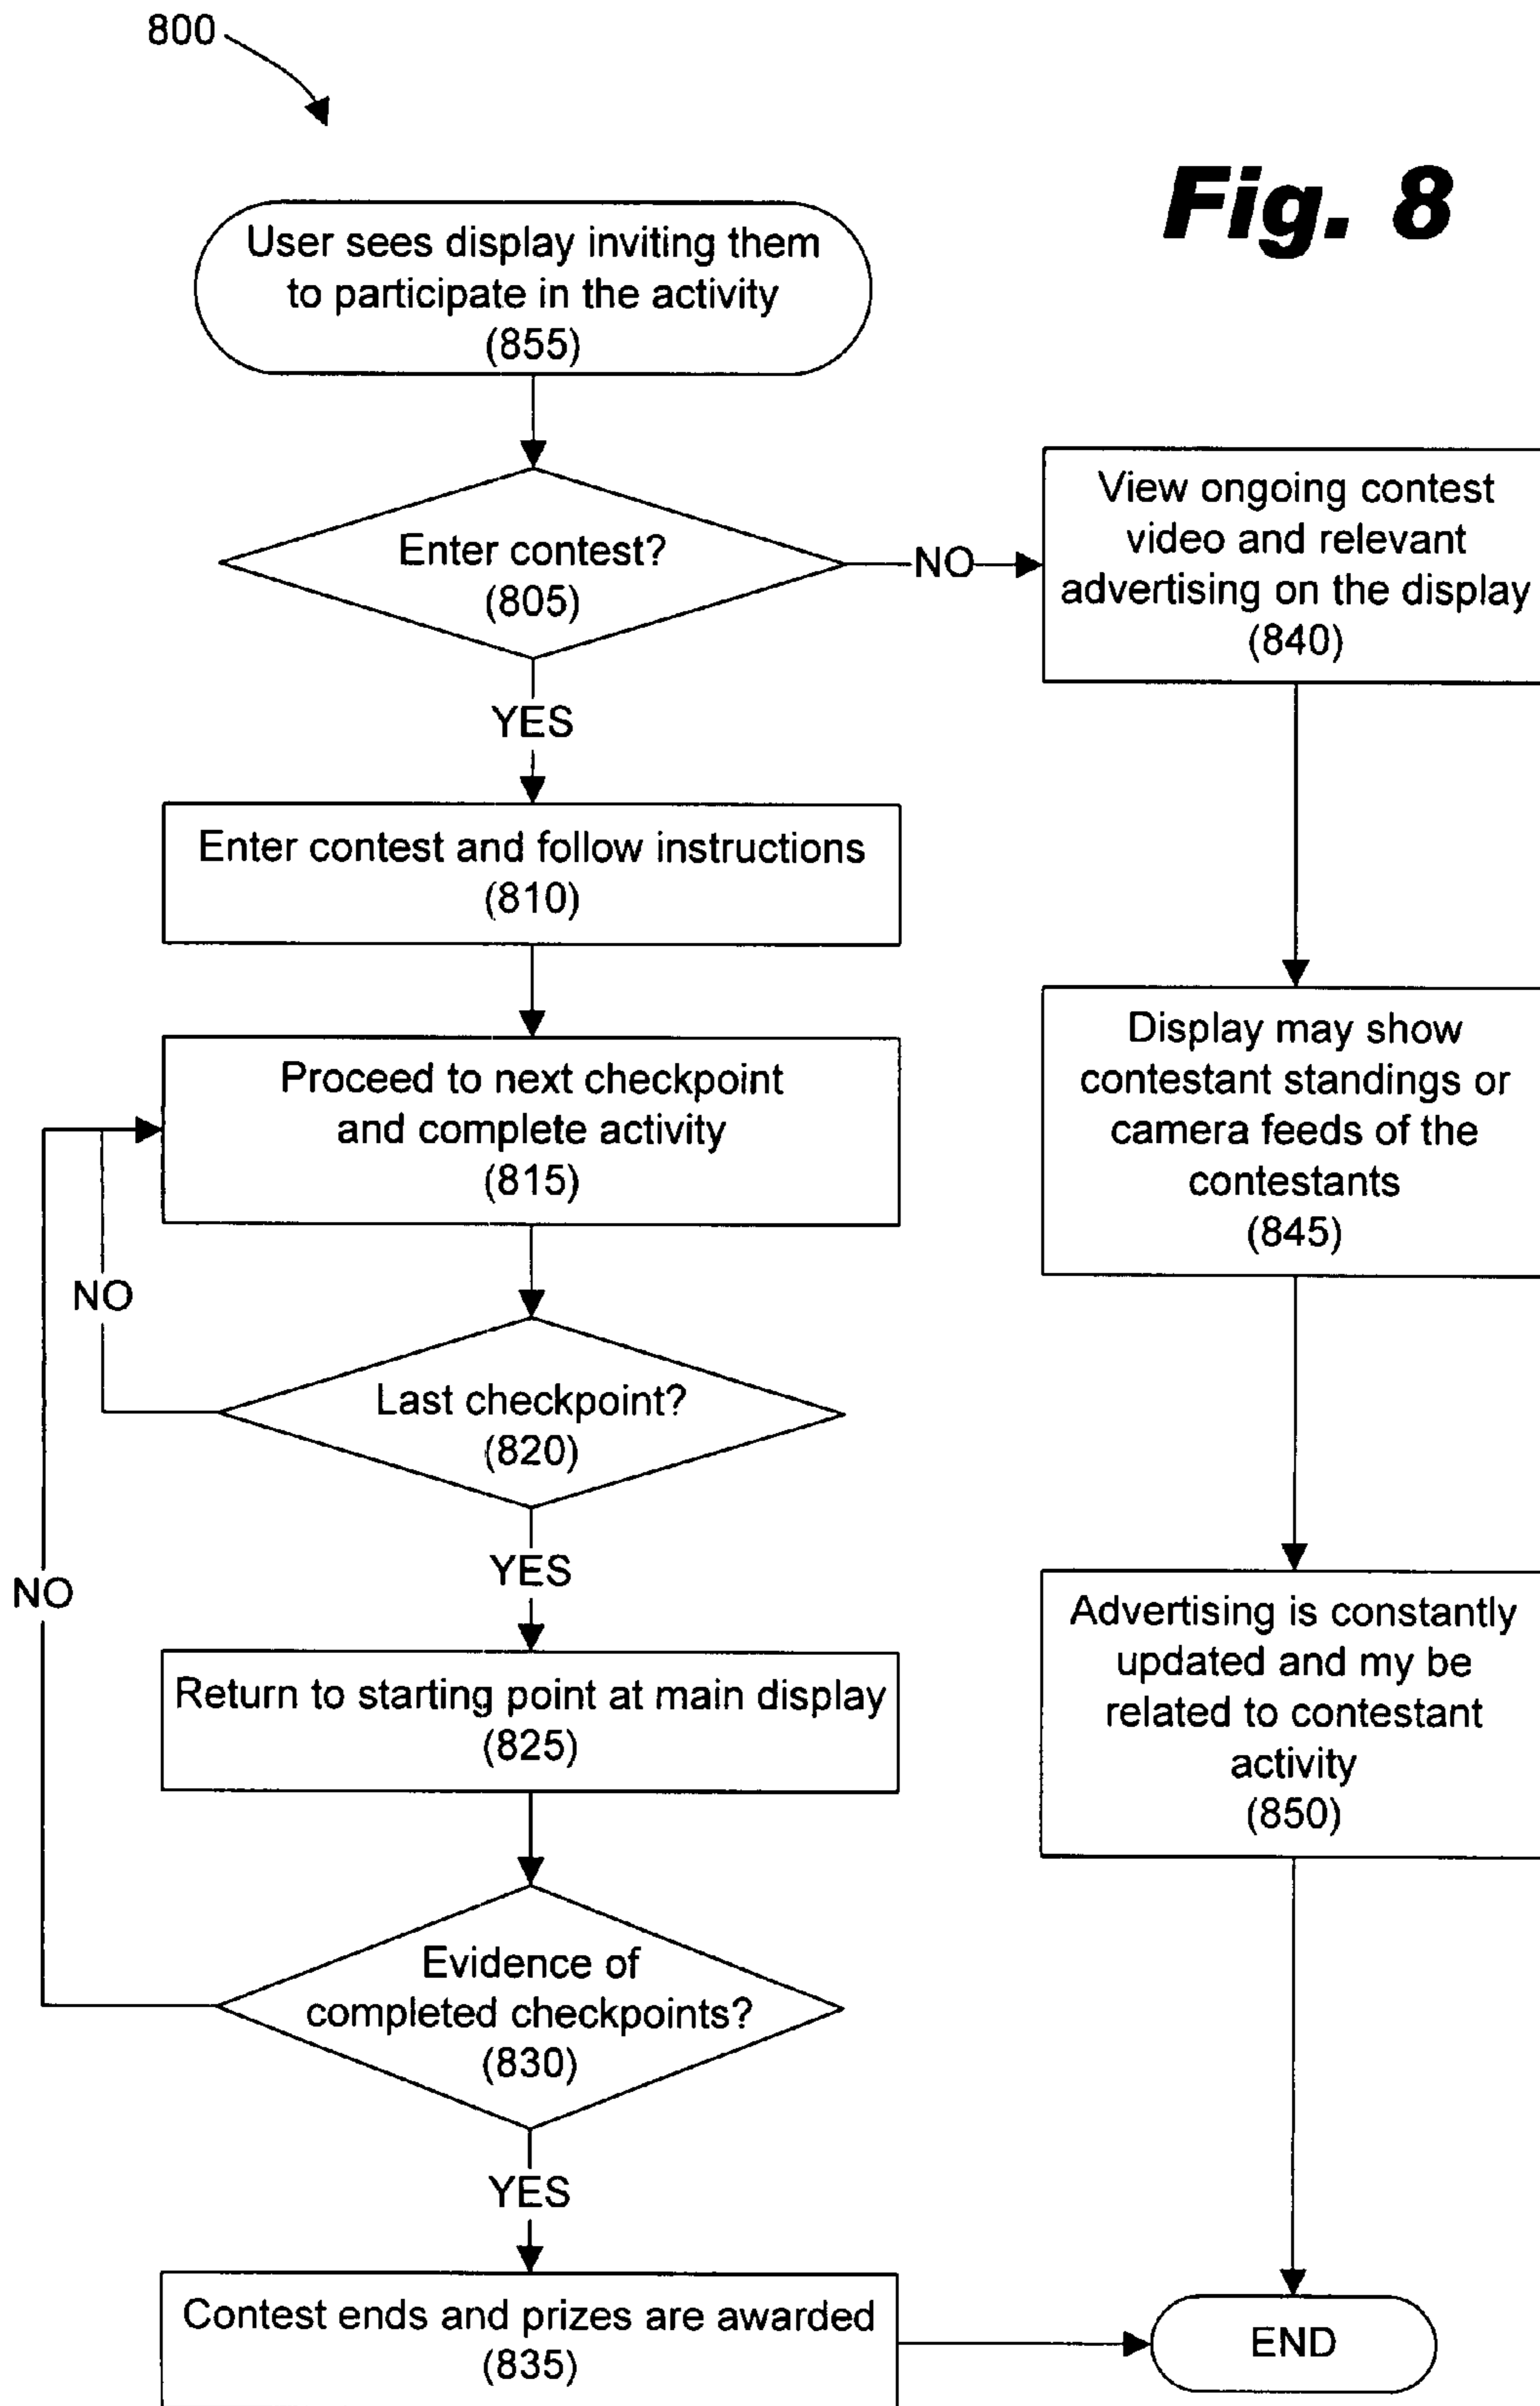 800
Fig. 8
User sees display inviting them
to participate in the activity
(855)
Enter contest?
(805)
NO
View ongoing contest
video and relevant
advertising on the display
(840)
YES
Enter contest and follow instructions
(810)
Proceed to next checkpoint
and complete activity
(815)
Display may show
contestant standings or
camera feeds of the
contestants
(845)
NO
Last checkpoint?
(820)
YES
NO
Return to starting point at main display
(825)
Advertising is constantly
updated and my be
related to contestant
activity
(850)
Evidence of
completed checkpoints?
(830)
YES
Contest ends and prizes are awarded
(835)
END